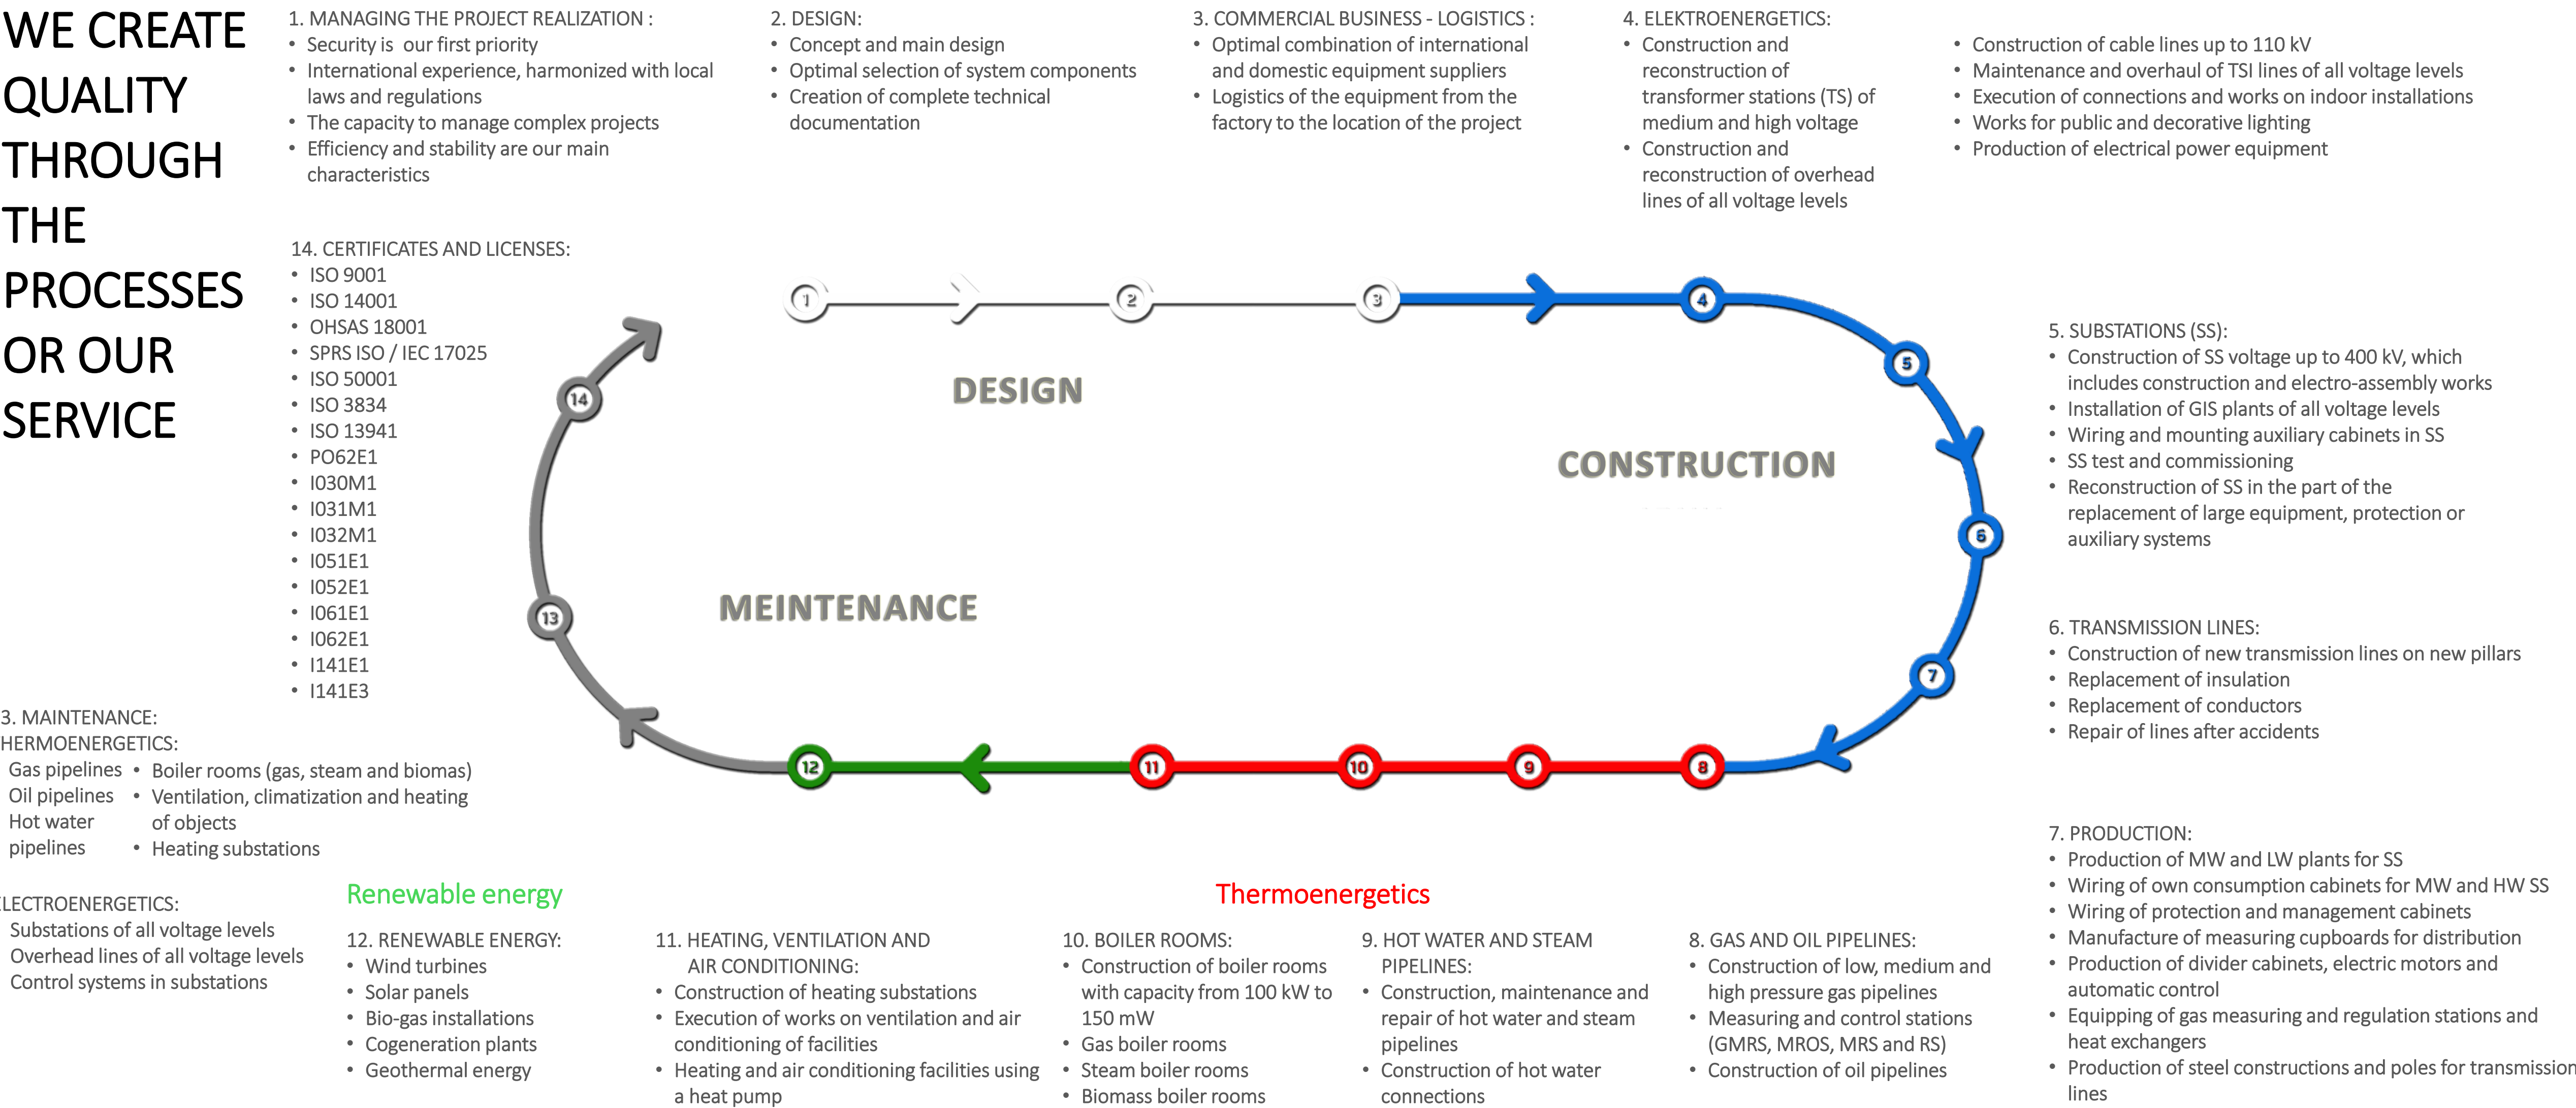 WE CREATE
QUALITY
THROUGH
THE
PROCESSES
OR OUR
SERVICE
1. MANAGING THE PROJECT REALIZATION :
• Security is our first priority
• International experience, harmonized with local
laws and regulations
• The capacity to manage complex projects
• Efficiency and stability are our main
characteristics
2. DESIGN:
• Concept and main design
• Optimal selection of system components
• Creation of complete technical
documentation
3. COMMERCIAL BUSINESS - LOGISTICS :
• Optimal combination of international
and domestic equipment suppliers
• Logistics of the equipment from the
factory to the location of the project
4. ELEKTROENERGETICS:
• Construction and
reconstruction of
transformer stations (TS) of
medium and high voltage
• Construction and
reconstruction of overhead
lines of all voltage levels
• Construction of cable lines up to 110 kV
• Maintenance and overhaul of TSI lines of all voltage levels
• Execution of connections and works on indoor installations
• Works for public and decorative lighting
• Production of electrical power equipment
14. CERTIFICATES AND LICENSES:
• ISO 9001
• ISO 14001
• OHSAS 18001
• SPRS ISO / IEC 17025
• ISO 50001
• ISO 3834
• ISO 13941
• PO62E1
• I030M1
• I031M1
• I032M1
• I051E1
• I052E1
• I061E1
• I062E1
• I141E1
• I141E3
1
2
3
4
5
6
7
8
9
10
11
12
13
14
DESIGN
CONSTRUCTION
MEINTENANCE
5. SUBSTATIONS (SS):
• Construction of SS voltage up to 400 kV, which
includes construction and electro-assembly works
• Installation of GIS plants of all voltage levels
• Wiring and mounting auxiliary cabinets in SS
• SS test and commissioning
• Reconstruction of SS in the part of the
replacement of large equipment, protection or
auxiliary systems
6. TRANSMISSION LINES:
• Construction of new transmission lines on new pillars
• Replacement of insulation
• Replacement of conductors
• Repair of lines after accidents
7. PRODUCTION:
• Production of MW and LW plants for SS
• Wiring of own consumption cabinets for MW and HW SS
• Wiring of protection and management cabinets
• Manufacture of measuring cupboards for distribution
• Production of divider cabinets, electric motors and
automatic control
• Equipping of gas measuring and regulation stations and
heat exchangers
• Production of steel constructions and poles for transmission
lines
3. MAINTENANCE:
HERMOENERGETICS:
Gas pipelines
Oil pipelines
Hot water
pipelines
• Boiler rooms (gas, steam and biomas)
• Ventilation, climatization and heating
of objects
• Heating substations
LECTROENERGETICS:
Substations of all voltage levels
Overhead lines of all voltage levels
Control systems in substations
Renewable energy
12. RENEWABLE ENERGY:
• Wind turbines
• Solar panels
• Bio-gas installations
• Cogeneration plants
• Geothermal energy
Thermoenergetics
11. HEATING, VENTILATION AND
AIR CONDITIONING:
• Construction of heating substations
• Execution of works on ventilation and air
conditioning of facilities
• Heating and air conditioning facilities using
a heat pump
10. BOILER ROOMS:
• Construction of boiler rooms
with capacity from 100 kW to
150 mW
• Gas boiler rooms
• Steam boiler rooms
• Biomass boiler rooms
9. HOT WATER AND STEAM
PIPELINES:
• Construction, maintenance and
repair of hot water and steam
pipelines
• Construction of hot water
connections
8. GAS AND OIL PIPELINES:
• Construction of low, medium and
high pressure gas pipelines
• Measuring and control stations
(GMRS, MROS, MRS and RS)
• Construction of oil pipelines